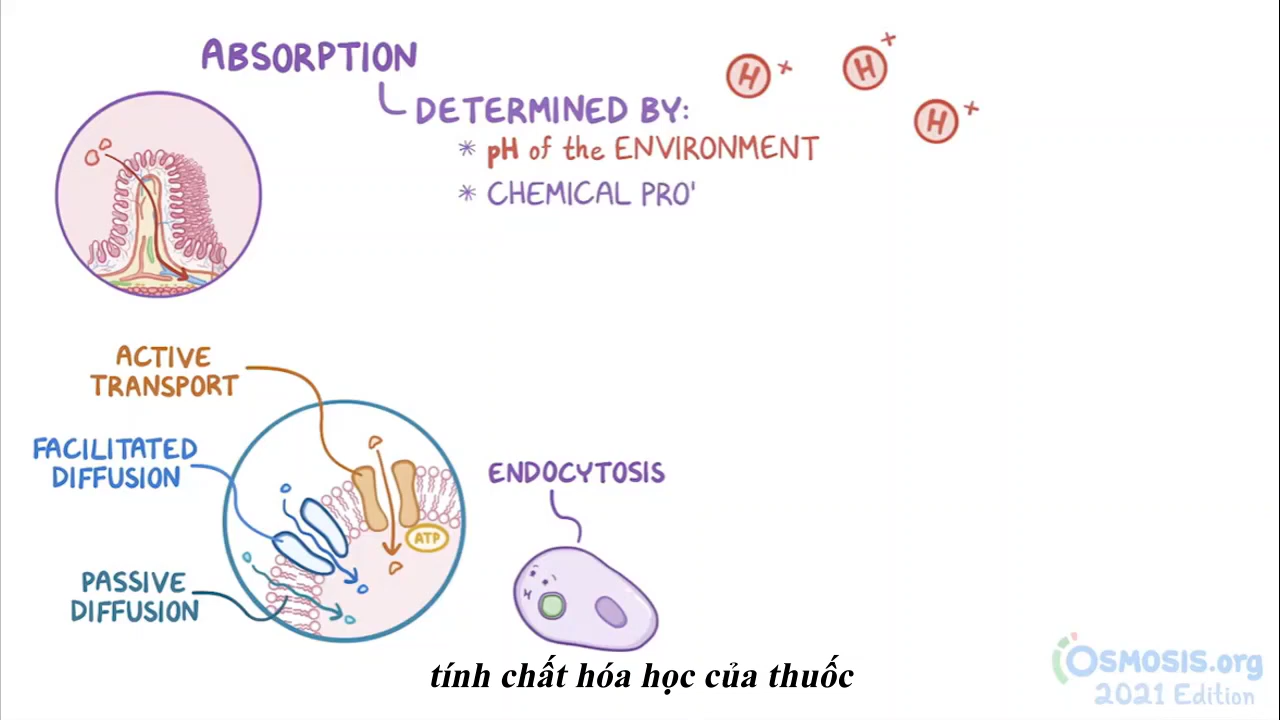 ABSORPTION
DETERMINED BY:
* pH of the ENVIRONMENT
* CHEMICAL PRO'
H +
H +
H +
ACTIVE
TRANSPORT
FACILITATED
DIFFUSION
PASSIVE
DIFFUSION
ATP
ENDOCYTOSIS
tính chất hóa học của thuốc
OSMOSIS.org
2021 Edition